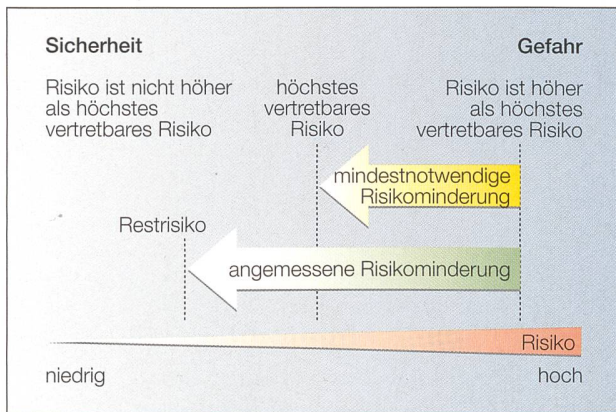 Sicherheit
Gefahr
Risiko ist nicht höher
als höchstes
vertretbares Risiko
höchstes
vertretbares
Risiko
Risiko ist höher
als höchstes
vertretbares Risiko
mindestnotwendige
Risikominderung
Restrisiko
angemessene Risikominderung
Risiko
niedrig
hoch